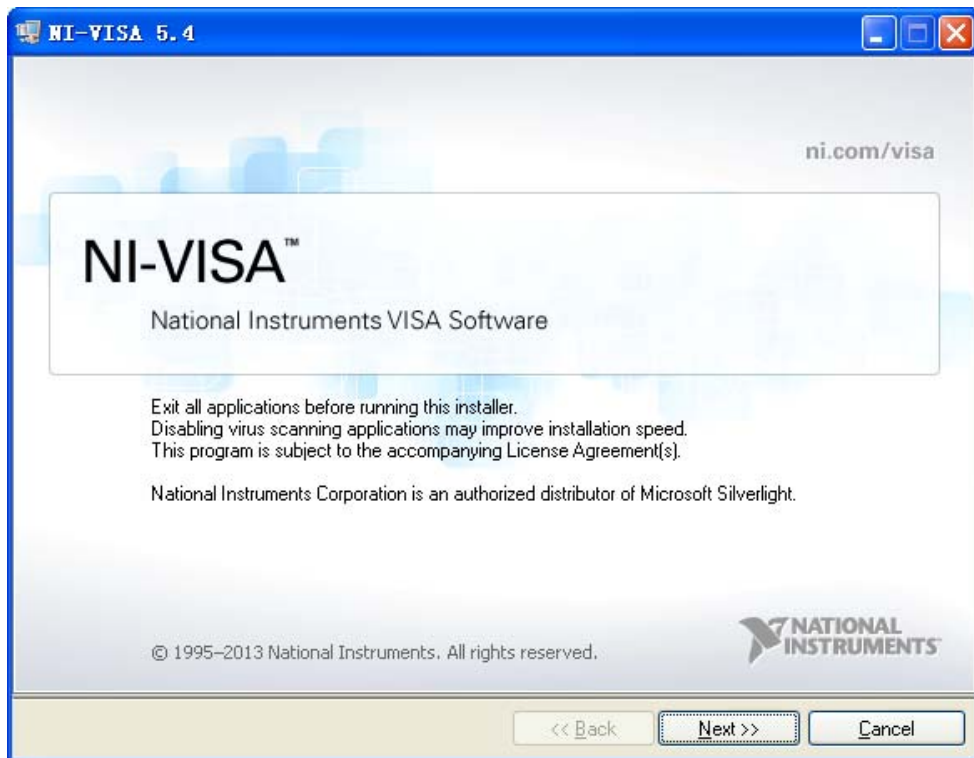 NI-VISA 5.4
ni.com/visa
NI-VISA™
National Instruments VISA Software
Exit all applications before running this installer.
Disabling virus scanning applications may improve installation speed.
This program is subject to the accompanying License Agreement(s).
National Instruments Corporation is an authorized distributor of Microsoft Silverlight.
© 1995–2013 National Instruments. All rights reserved.
NATIONAL
INSTRUMENTS
<< Back
Next >>
Cancel